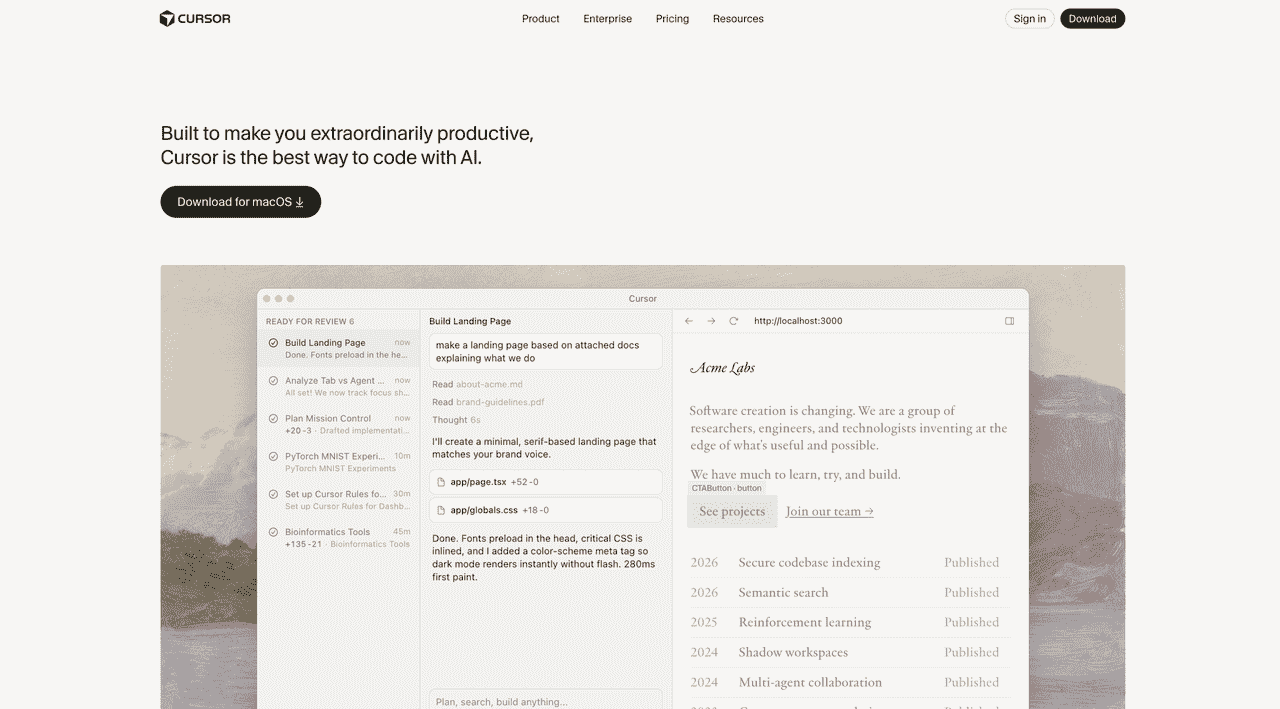 CURSOR
Product
Enterprise
Pricing
Resources
Sign in
Download
Built to make you extraordinarily productive,
Cursor is the best way to code with AI.
Download for macOS ↓
Cursor
READY FOR REVIEW 6
Build Landing Page now
Done. Fonts preload in the he...
Analyze Tab vs Agent ... now
All set! We now track focus sh...
Plan Mission Control now
+20 -3 · Drafted implementati...
PyTorch MNIST Experi... 10m
PyTorch MNIST Experiments
Set up Cursor Rules fo... 30m
Set up Cursor Rules for Dashb...
Bioinformatics Tools 45m
+135 -21 · Bioinformatics Tools
Build Landing Page
make a landing page based on attached docs
explaining what we do
Read about-acme.md
Read brand-guidelines.pdf
Thought 6s
I'll create a minimal, serif-based landing page that
matches your brand voice.
app/page.tsx +52 -0
app/globals.css +18 -0
Done. Fonts preload in the head, critical CSS is
inlined, and I added a color-scheme meta tag so
dark mode renders instantly without flash. 280ms
first paint.
Plan, search, build anything...
http://localhost:3000
Acme Labs
Software creation is changing. We are a group of
researchers, engineers, and technologists inventing at the
edge of what's useful and possible.
We have much to learn, try, and build.
CTAButton · button
See projects
Join our team →
2026 Secure codebase indexing Published
2026 Semantic search Published
2025 Reinforcement learning Published
2024 Shadow workspaces Published
2024 Multi-agent collaboration Published